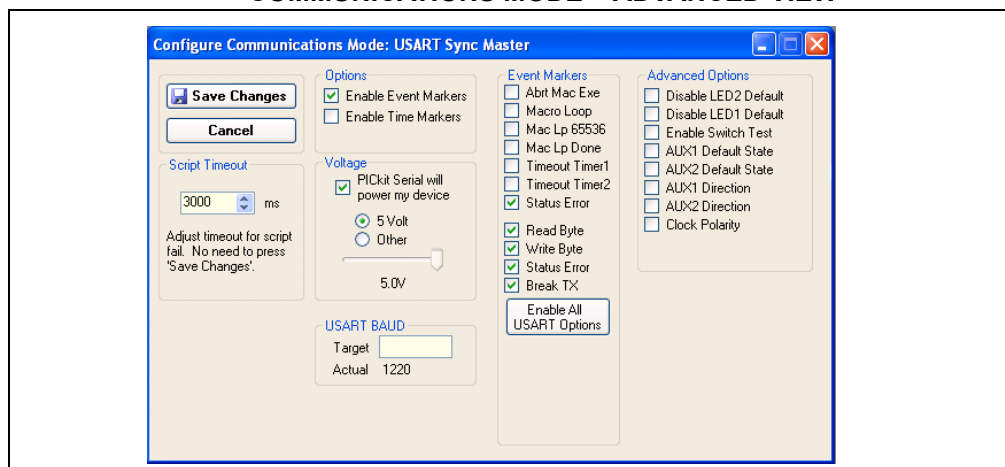 COMMUNICATIONS MODE – ADVANCED VIEW
Configure Communications Mode: USART Sync Master
Save Changes
Cancel
Script Timeout
3000 ms
Adjust timeout for script
fail. No need to press
'Save Changes'.
Options
Enable Event Markers
Enable Time Markers
Voltage
PICkit Serial will
power my device
5 Volt
Other
5.0V
USART BAUD
Target
Actual 1220
Event Markers
Abrt Mac Exe
Macro Loop
Mac Lp 65536
Mac Lp Done
Timeout Timer1
Timeout Timer2
Status Error
Read Byte
Write Byte
Status Error
Break TX
Enable All
USART Options
Advanced Options
Disable LED2 Default
Disable LED1 Default
Enable Switch Test
AUX1 Default State
AUX2 Default State
AUX1 Direction
AUX2 Direction
Clock Polarity